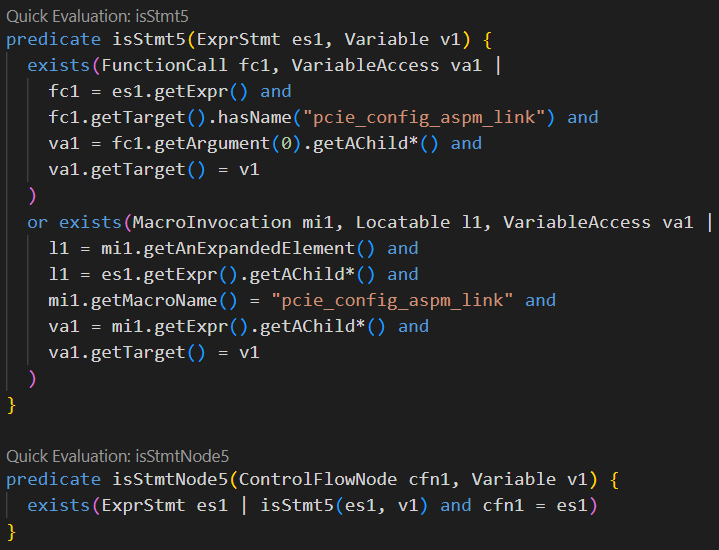 Quick Evaluation: isStmt5
predicate isStmt5(ExprStmt es1, Variable v1) {
  exists(FunctionCall fc1, VariableAccess va1 |
    fc1 = es1.getExpr() and
    fc1.getTarget().hasName("pcie_config_aspm_link") and
    va1 = fc1.getArgument(0).getAChild*() and
    va1.getTarget() = v1
  )
  or exists(MacroInvocation mi1, Locatable l1, VariableAccess va1 |
    l1 = mi1.getAnExpandedElement() and
    l1 = es1.getExpr().getAChild*() and
    mi1.getMacroName() = "pcie_config_aspm_link" and
    va1 = mi1.getExpr().getAChild*() and
    va1.getTarget() = v1
  )
}
Quick Evaluation: isStmtNode5
predicate isStmtNode5(ControlFlowNode cfn1, Variable v1) {
  exists(ExprStmt es1 | isStmt5(es1, v1) and cfn1 = es1)
}